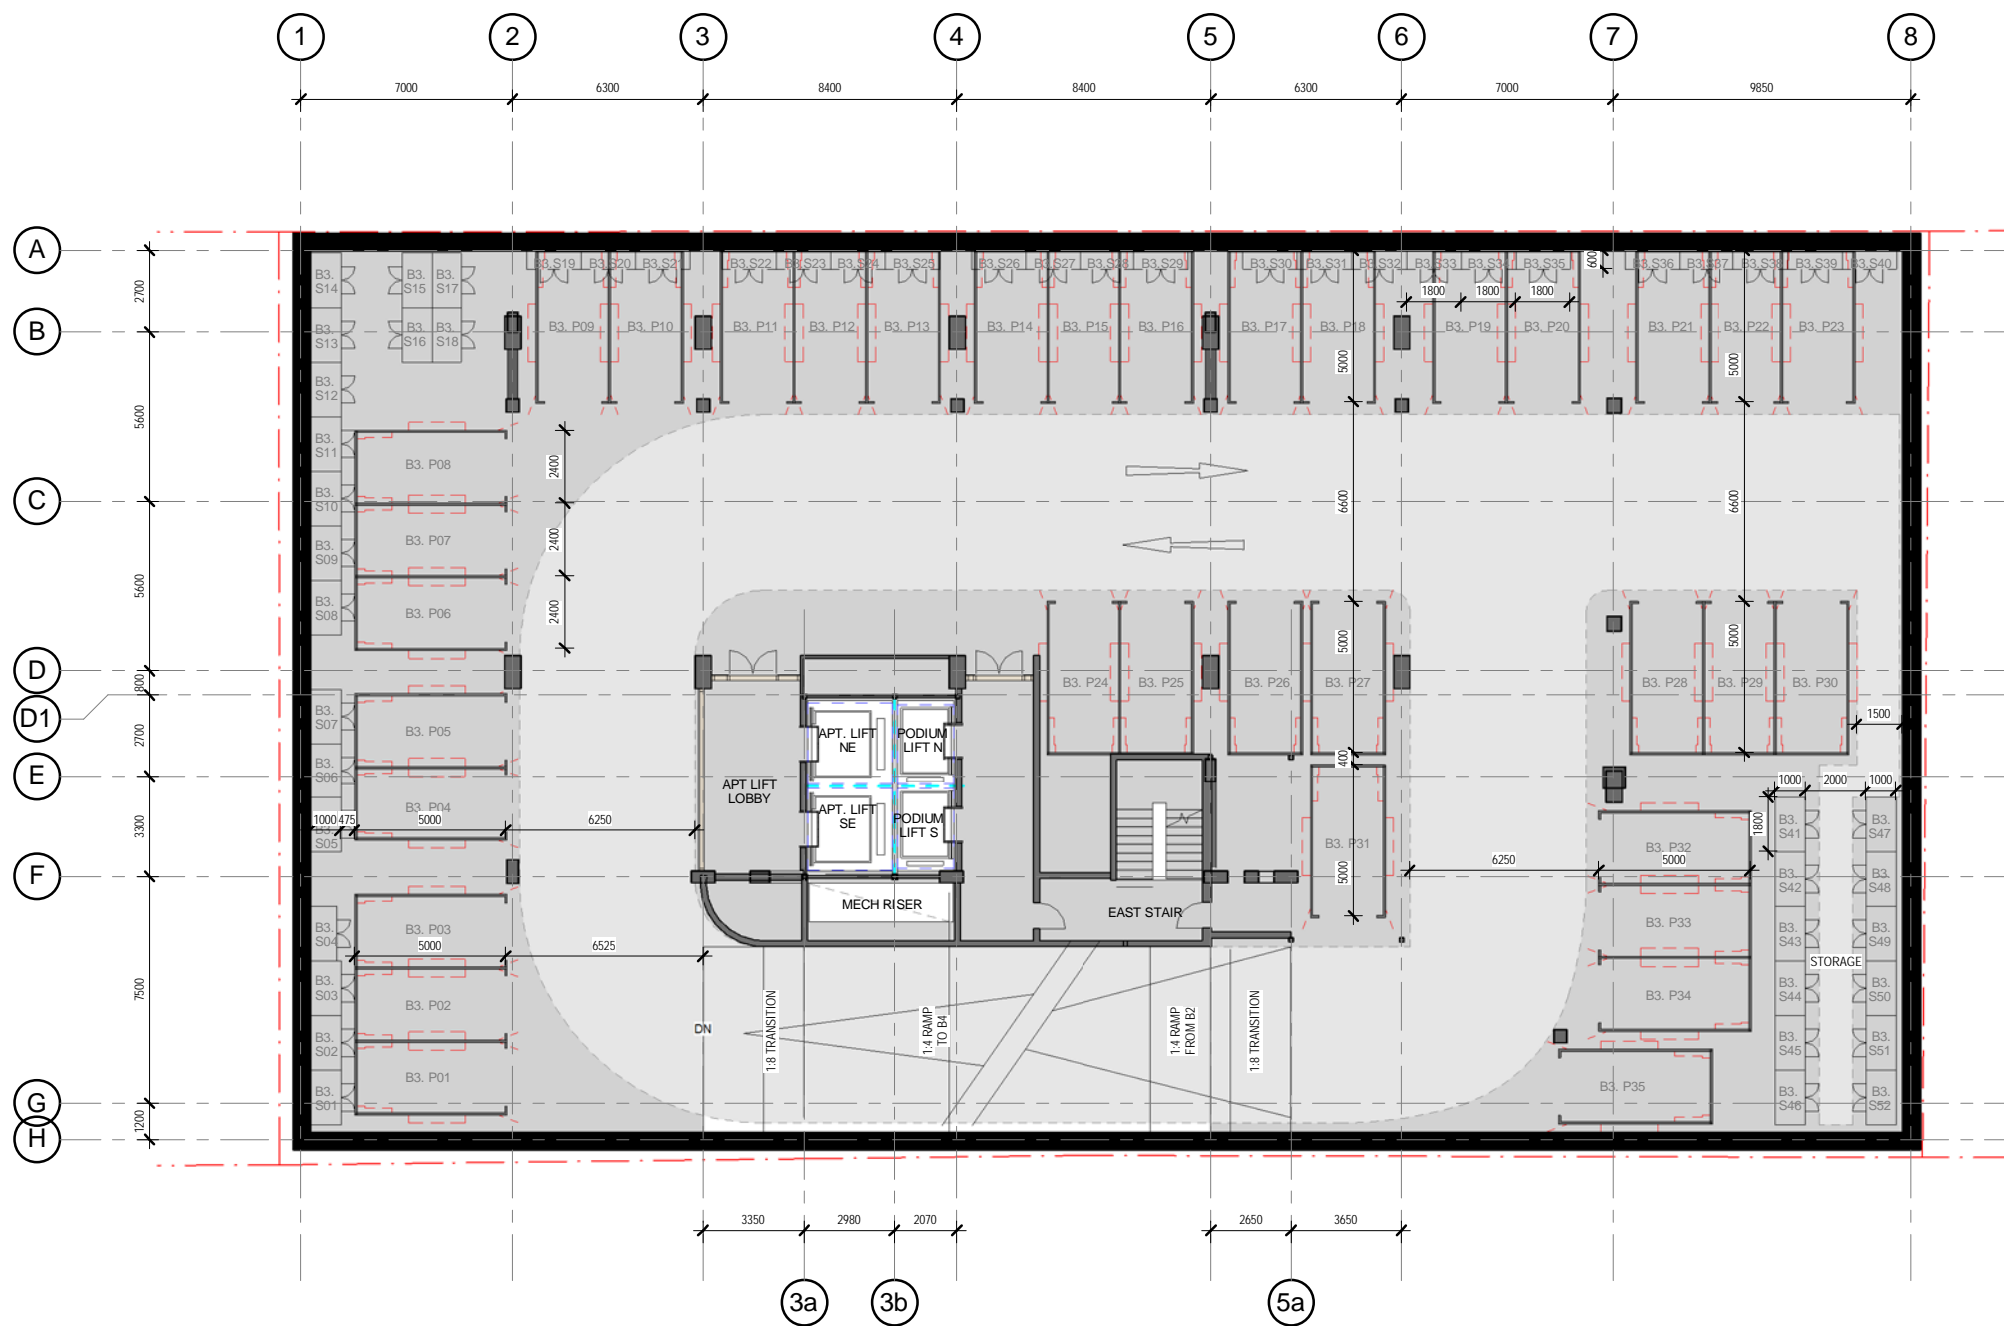 1 2 3 4 5 6 7 8
7000 6300 8400 8400 6300 7000 9850
A
B
C
D
D1
E
F
G
H
2700
5600
5600
800
2700
3300
7500
1200
B3. S14
B3. S13
B3. S12
B3. S11
B3. S10
B3. S09
B3. S08
B3. S07
B3. S06
B3. S05
B3. S04
B3. S03
B3. S02
B3. S01
B3. S15
B3. S17
B3. S16
B3. S18
B3. S19 B3. S20 B3. S21 B3. S22 B3. S23 B3. S24 B3. S25 B3. S26 B3. S27 B3. S28 B3. S29 B3. S30 B3. S31 B3. S32 B3. S33 B3. S34 B3. S35 B3. S36 B3. S37 B3. S38 B3. S39 B3. S40
600
1800 1800 1800
B3. P09 B3. P10 B3. P11 B3. P12 B3. P13 B3. P14 B3. P15 B3. P16 B3. P17 B3. P18 B3. P19 B3. P20 B3. P21 B3. P22 B3. P23
5000
6600
5000
400
5000
5000
6600
5000
B3. P08
B3. P07
B3. P06
B3. P05
B3. P04
B3. P03
B3. P02
B3. P01
2400
2400
2400
1000 475 5000 6250
5000 6525
B3. P24 B3. P25 B3. P26 B3. P27 B3. P28 B3. P29 B3. P30
B3. P31
B3. P32
B3. P33
B3. P34
B3. P35
1500
1000 2000 1000
1800
6250 5000
APT. LIFT
NE
PODIUM
LIFT N
APT LIFT
LOBBY
APT. LIFT
SE
PODIUM
LIFT S
MECH RISER
EAST STAIR
DN
1:8 TRANSITION
1:4 RAMP
TO B4
1:4 RAMP
FROM B2
1:8 TRANSITION
STORAGE
B3. S41
B3. S42
B3. S43
B3. S44
B3. S45
B3. S46
B3. S47
B3. S48
B3. S49
B3. S50
B3. S51
B3. S52
3350 2980 2070 2650 3650
3a 3b 5a